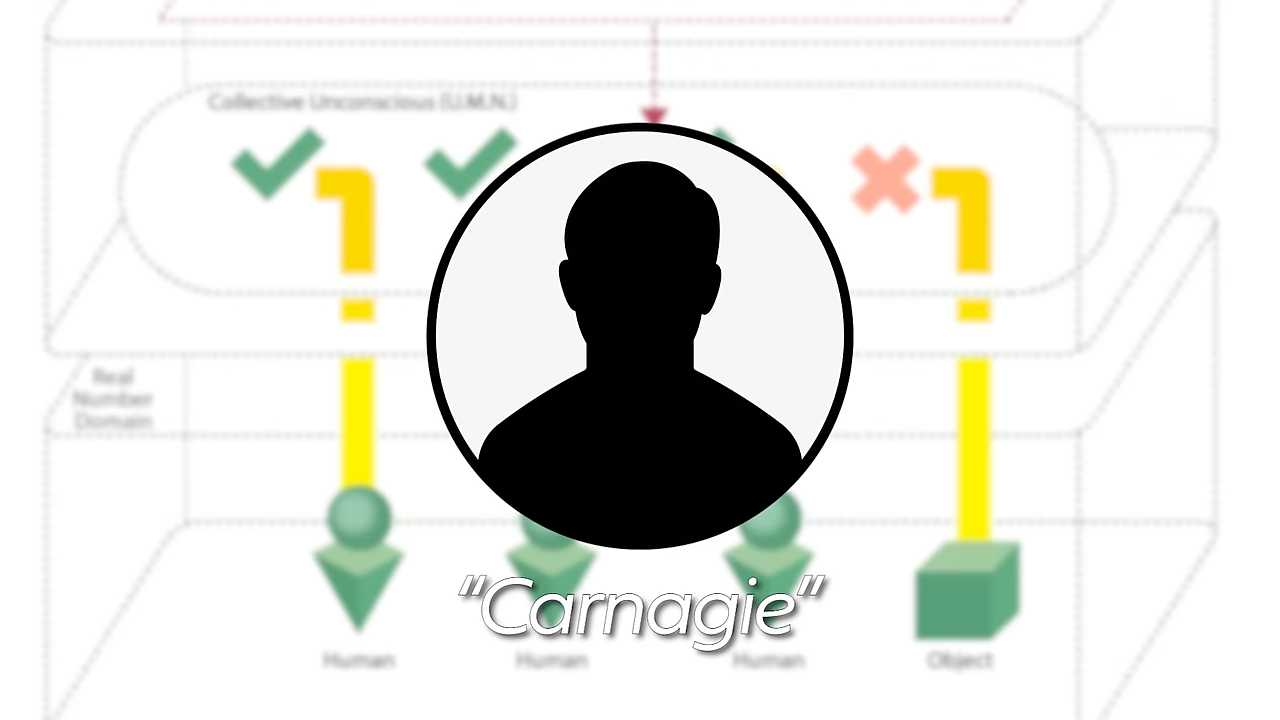 Collective Unconscious (U.M.N.)
Real
Number
Domain
“Carnagie”
Human
Human
Human
Object